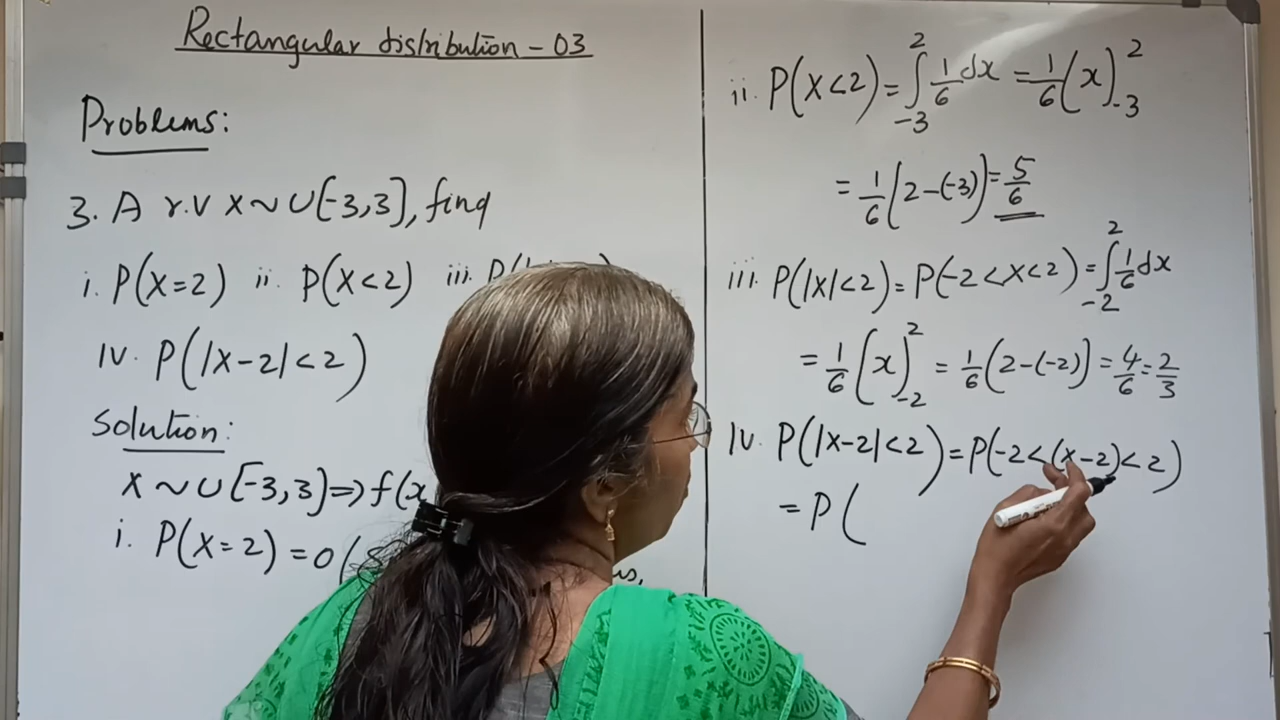 Rectangular distribution - 03
Problems:
3. A r.v X ~ U[-3,3], find
i. P(X=2) ii. P(X<2) iii. P(
iv. P(|X-2|<2)
Solution:
X ~ U[-3,3] ⇒ f(x
i. P(X=2) = 0 (
ii. P(X<2) = ∫_{-3}^{2} 1/6 dx = 1/6 (x)_{-3}^{2}
= 1/6 (2-(-3)) = 5/6
iii. P(|X|<2) = P(-2<X<2) = ∫_{-2}^{2} 1/6 dx
= 1/6 (x)_{-2}^{2} = 1/6 (2-(-2)) = 4/6 = 2/3
iv. P(|X-2|<2) = P(-2<(X-2)<2)
= P(